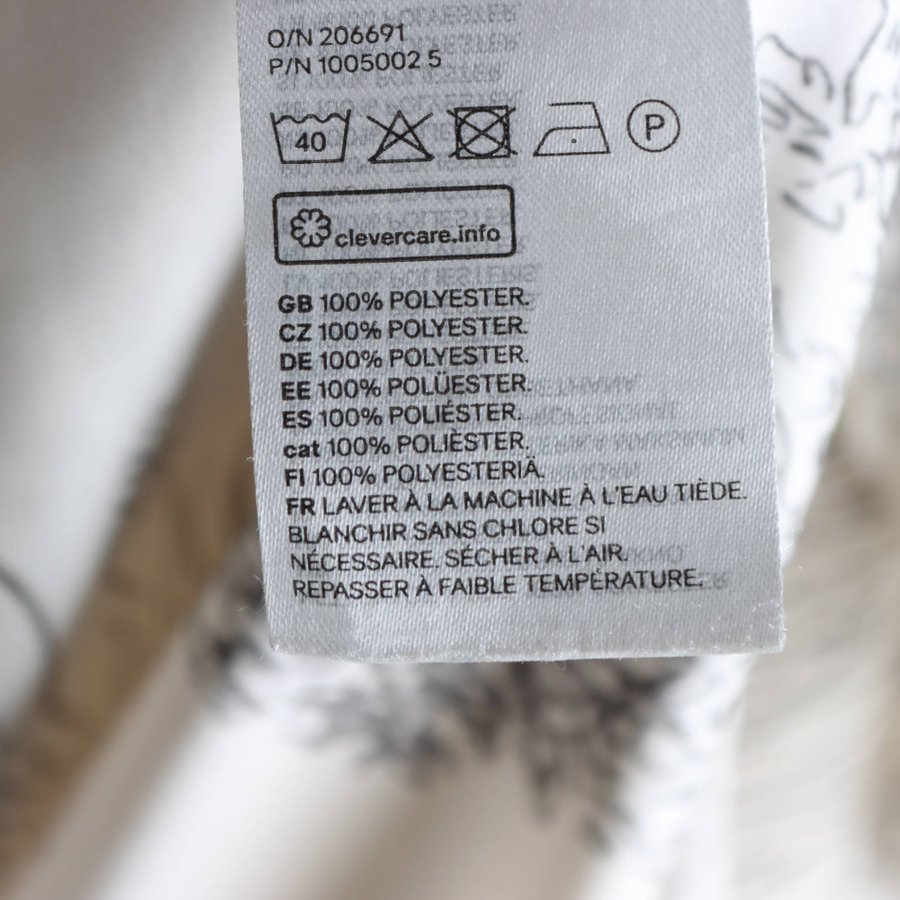 O/N 206691
P/N 1005002 5
40
P
clevercare.info
GB 100% POLYESTER.
CZ 100% POLYESTER.
DE 100% POLYESTER.
EE 100% POLÜESTER.
ES 100% POLIÉSTER.
cat 100% POLIÈSTER.
FI 100% POLYESTERIÄ.
FR LAVER À LA MACHINE À L'EAU TIÈDE.
BLANCHIR SANS CHLORE SI
NÉCESSAIRE. SÉCHER À L'AIR.
REPASSER À FAIBLE TEMPÉRATURE.